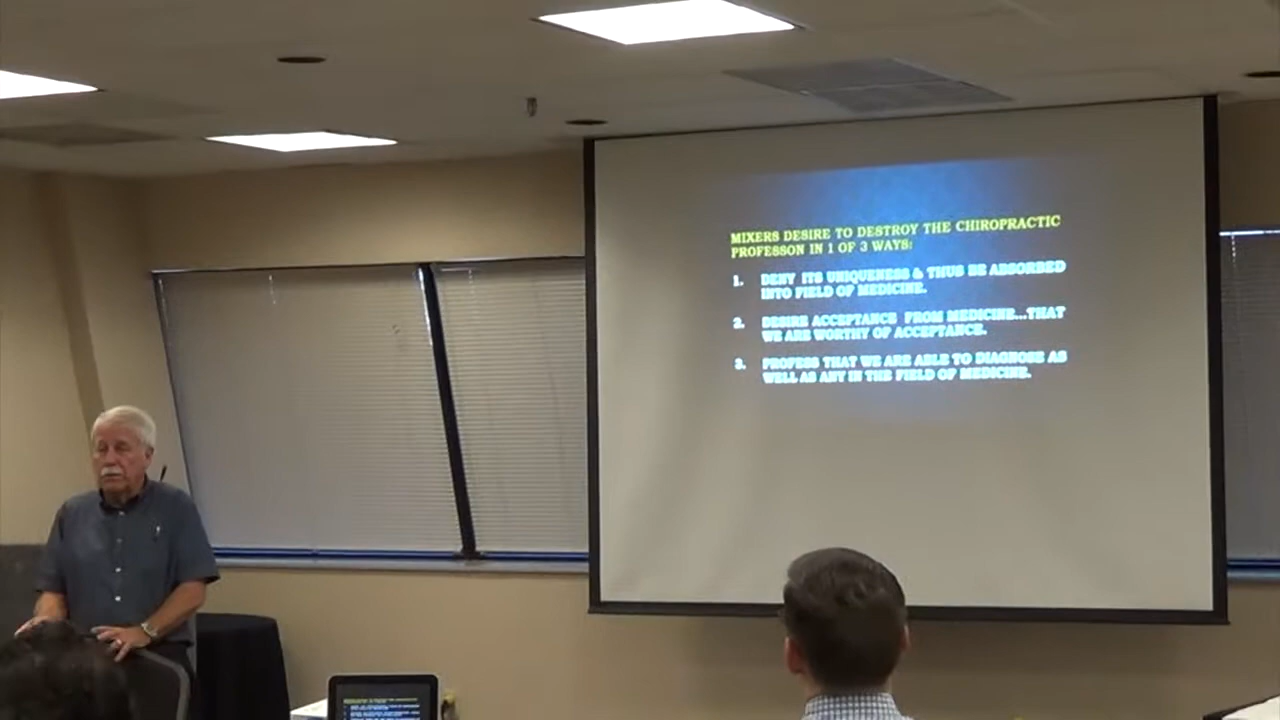 MIXERS DESIRE TO DESTROY THE CHIROPRACTIC
PROFESSON IN 1 OF 3 WAYS:
1. DENY ITS UNIQUENESS & THUS BE ABSORBED
INTO FIELD OF MEDICINE.
2. DESIRE ACCEPTANCE FROM MEDICINE...THAT
WE ARE WORTHY OF ACCEPTANCE.
3. PROFESS THAT WE ARE ABLE TO DIAGNOSE AS
WELL AS ANY IN THE FIELD OF MEDICINE.